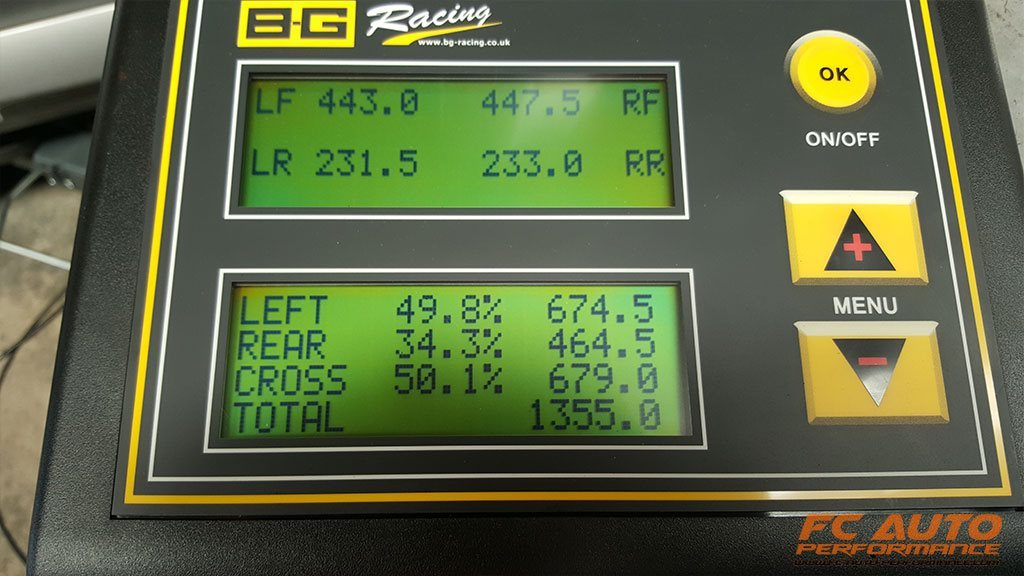 B-G Racing
www.bg-racing.co.uk
LF 443.0 447.5 RF
LR 231.5 233.0 RR
LEFT 49.8% 674.5
REAR 34.3% 464.5
CROSS 50.1% 679.0
TOTAL 1355.0
OK
ON/OFF
+
MENU
-
FC AUTO
PERFORMANCE